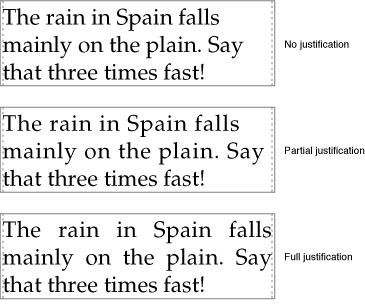 The rain in Spain falls
mainly on the plain. Say
that three times fast!
No justification
The rain in Spain falls
mainly on the plain. Say
that three times fast!
Partial justification
The rain in Spain falls
mainly on the plain. Say
that three times fast!
Full justification